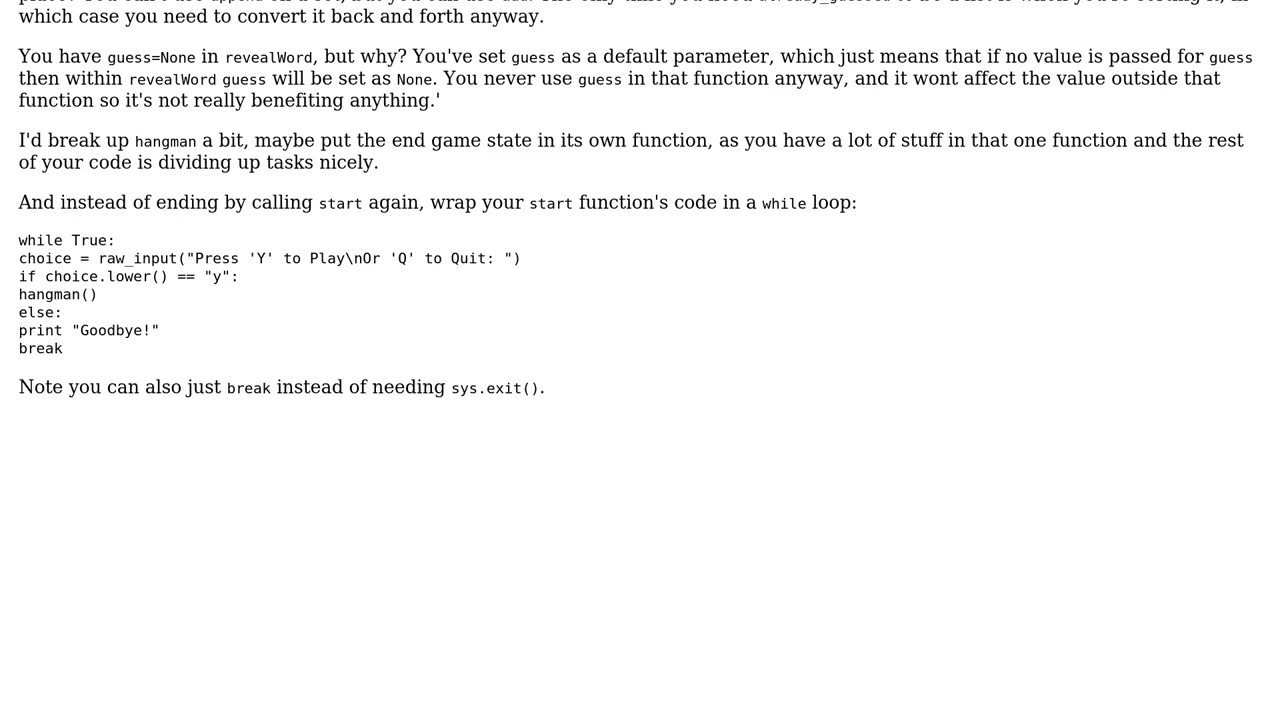 which case you need to convert it back and forth anyway.
You have guess=None in revealWord, but why? You've set guess as a default parameter, which just means that if no value is passed for guess
then within revealWord guess will be set as None. You never use guess in that function anyway, and it wont affect the value outside that
function so it's not really benefiting anything.'
I'd break up hangman a bit, maybe put the end game state in its own function, as you have a lot of stuff in that one function and the rest
of your code is dividing up tasks nicely.
And instead of ending by calling start again, wrap your start function's code in a while loop:
while True:
choice = raw_input("Press 'Y' to Play\nOr 'Q' to Quit: ")
if choice.lower() == "y":
hangman()
else:
print "Goodbye!"
break
Note you can also just break instead of needing sys.exit().